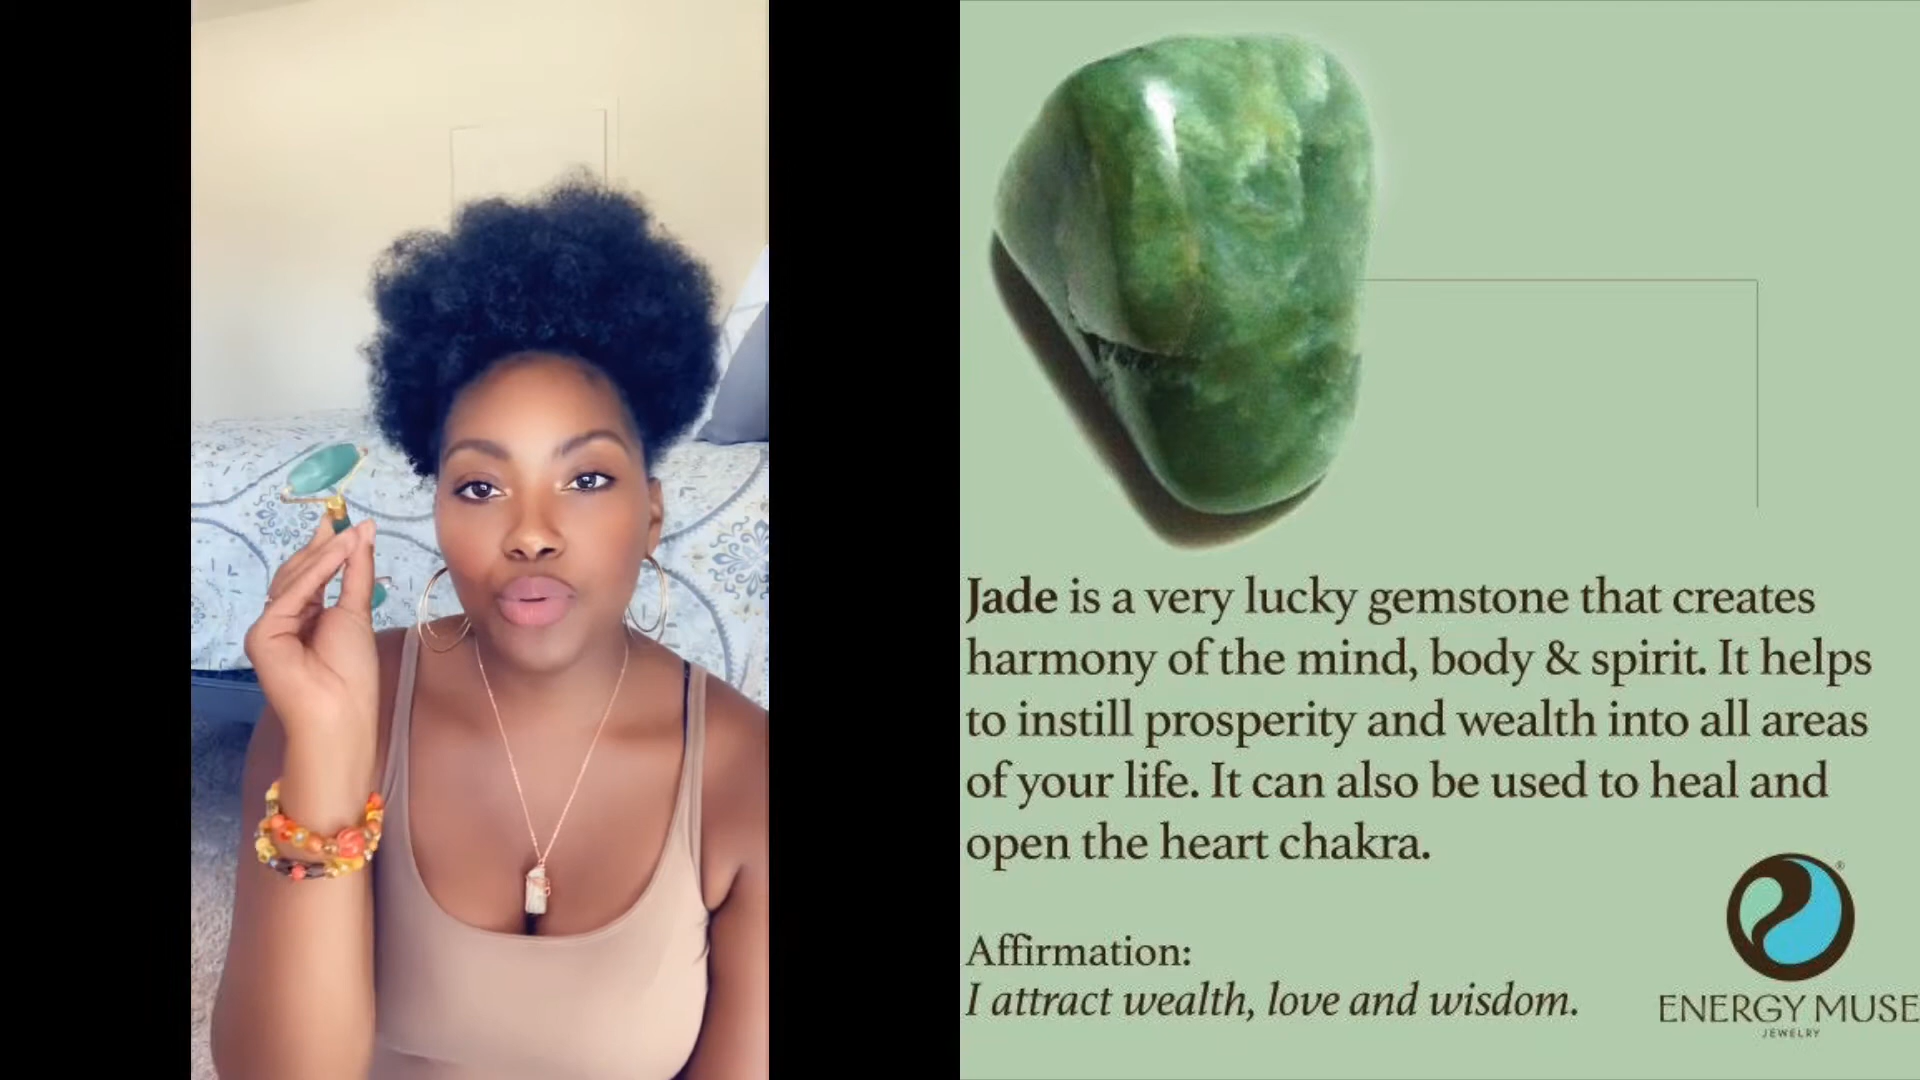 Jade is a very lucky gemstone that creates
harmony of the mind, body & spirit. It helps
to instill prosperity and wealth into all areas
of your life. It can also be used to heal and
open the heart chakra.
Affirmation:
I attract wealth, love and wisdom.
®
ENERGY MUSE
JEWELRY